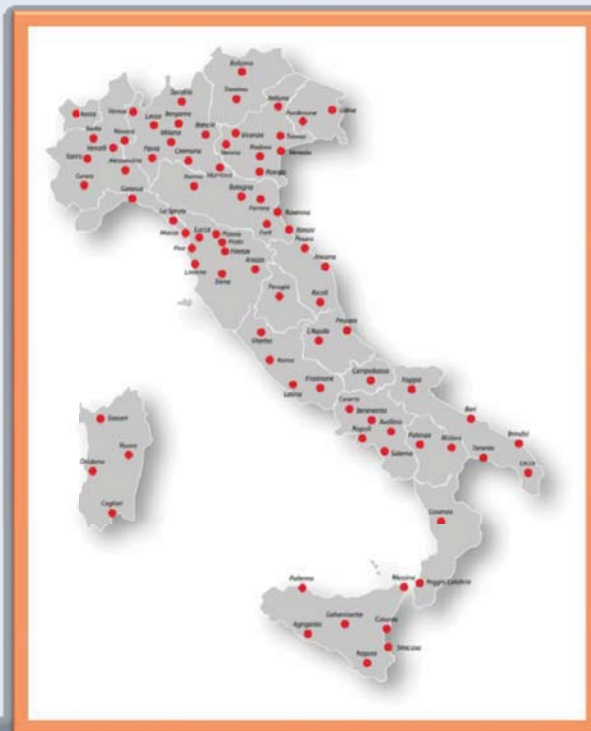 Bolzano
Sondrio
Trento
Belluno
Pordenone
Udine
Aosta
Varese
Lecco
Bergamo
Brescia
Biella
Novara
Milano
Vicenza
Treviso
Venezia
Vercelli
Verona
Padova
Torino
Pavia
Cremona
Alessandria
Mantova
Rovigo
Cuneo
Parma
Genova
Bologna
Ferrara
Ravenna
La Spezia
Forlì
Rimini
Massa
Lucca
Pistoia
Prato
Pesaro
Pisa
Firenze
Ancona
Arezzo
Livorno
Siena
Perugia
Ascoli
Pescara
Viterbo
L'Aquila
Roma
Frosinone
Campobasso
Foggia
Latina
Caserta
Benevento
Bari
Avellino
Napoli
Potenza
Matera
Brindisi
Taranto
Salerno
Lecce
Sassari
Nuoro
Oristano
Cagliari
Cosenza
Palermo
Messina
Reggio Calabria
Caltanissetta
Catania
Agrigento
Siracusa
Ragusa